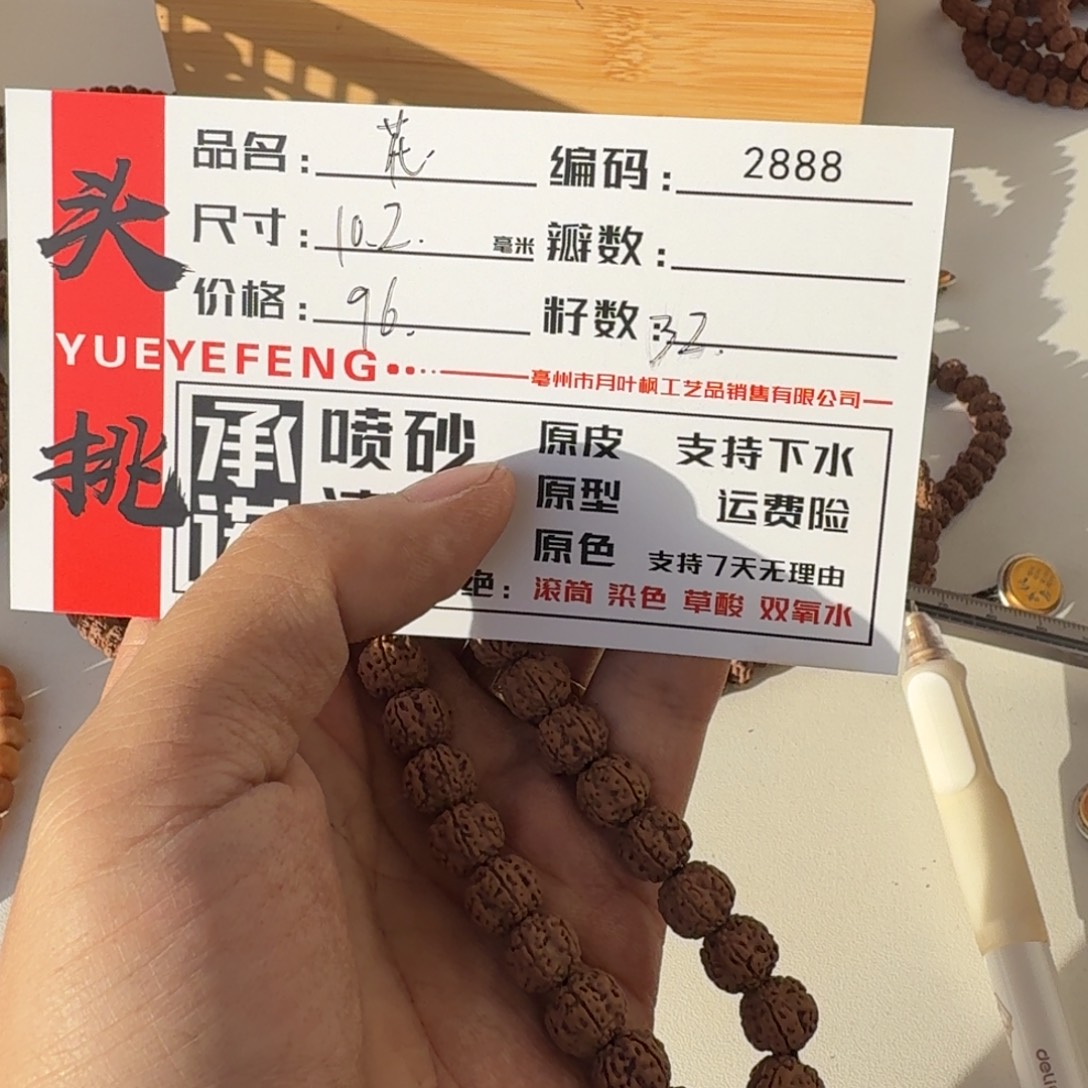 头挑
品名: 花. 编码: 2888
尺寸: 10.2. 毫米 瓣数:
价格: 96. 籽数: 32.
YUEYEFENG 亳州市月叶枫工艺品销售有限公司
承诺
喷砂 原皮 支持下水
原型 运费险
原色 支持7天无理由
绝: 滚筒 染色 草酸 双氧水
deli